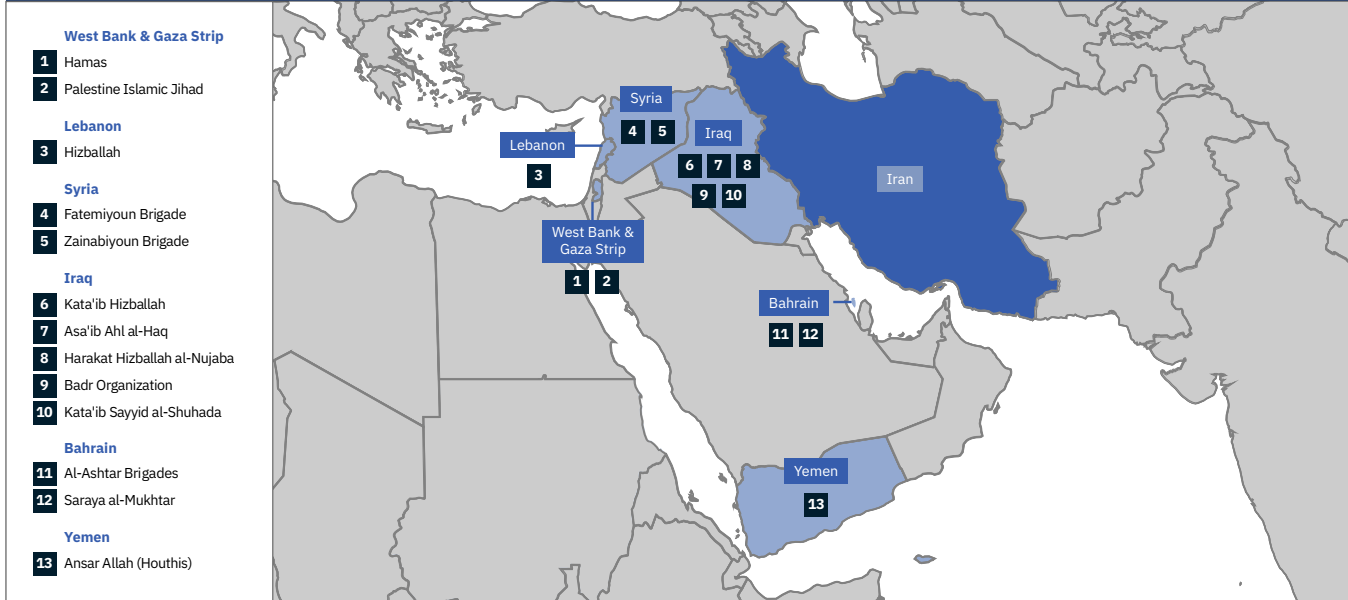 West Bank & Gaza Strip
1 Hamas
2 Palestine Islamic Jihad
Lebanon
3 Hizballah
Syria
4 Fatemiyoun Brigade
5 Zainabiyoun Brigade
Iraq
6 Kata'ib Hizballah
7 Asa'ib Ahl al-Haq
8 Harakat Hizballah al-Nujaba
9 Badr Organization
10 Kata'ib Sayyid al-Shuhada
Bahrain
11 Al-Ashtar Brigades
12 Saraya al-Mukhtar
Yemen
13 Ansar Allah (Houthis)
Syria
4 5
Iraq
6 7 8
9 10
Lebanon
3
Iran
West Bank &
Gaza Strip
1 2
Bahrain
11 12
Yemen
13